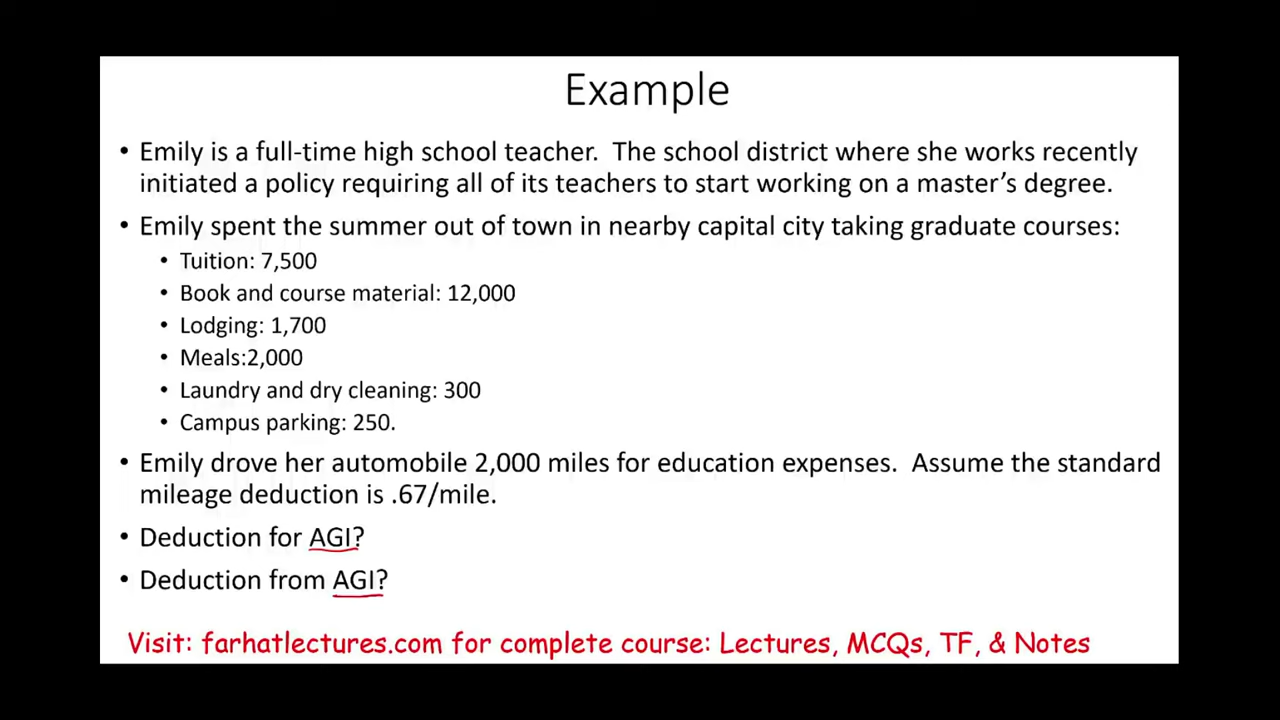 Example
• Emily is a full-time high school teacher. The school district where she works recently
initiated a policy requiring all of its teachers to start working on a master's degree.
• Emily spent the summer out of town in nearby capital city taking graduate courses:
• Tuition: 7,500
• Book and course material: 12,000
• Lodging: 1,700
• Meals:2,000
• Laundry and dry cleaning: 300
• Campus parking: 250.
• Emily drove her automobile 2,000 miles for education expenses. Assume the standard
mileage deduction is .67/mile.
• Deduction for AGI?
• Deduction from AGI?
Visit: farhatlectures.com for complete course: Lectures, MCQs, TF, & Notes